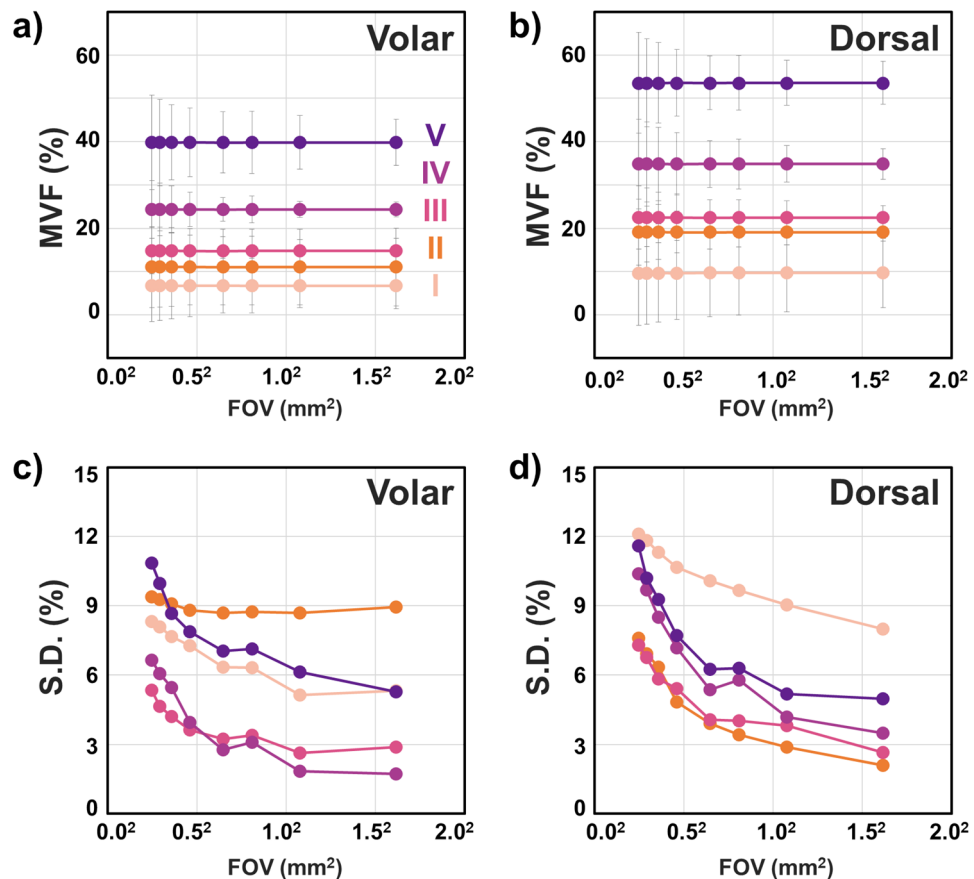 a)
Volar
MVF (%)
60
40
20
0
V
IV
III
II
I
0.0² 0.5² 1.0² 1.5² 2.0²
FOV (mm²)
b)
Dorsal
MVF (%)
60
40
20
0
0.0² 0.5² 1.0² 1.5² 2.0²
FOV (mm²)
c)
Volar
S.D. (%)
15
12
9
6
3
0
0.0² 0.5² 1.0² 1.5² 2.0²
FOV (mm²)
d)
Dorsal
S.D. (%)
15
12
9
6
3
0
0.0² 0.5² 1.0² 1.5² 2.0²
FOV (mm²)